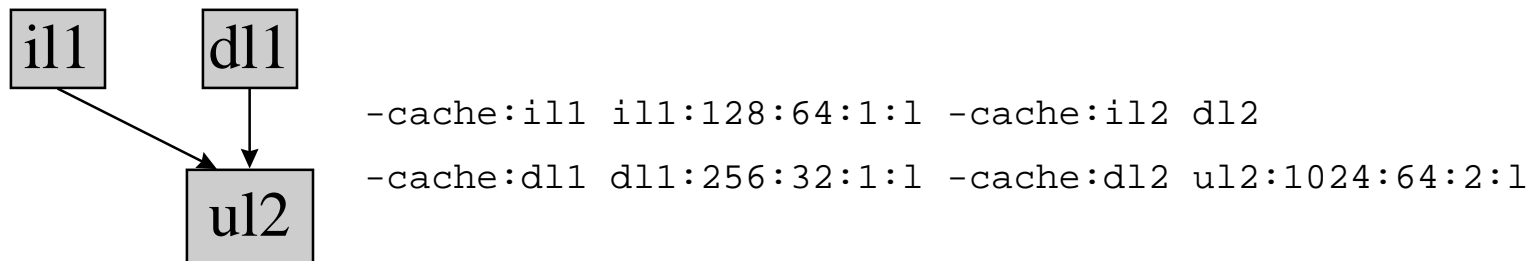 il1 dl1
-cache:il1 il1:128:64:1:l -cache:il2 dl2
-cache:dl1 dl1:256:32:1:l -cache:dl2 ul2:1024:64:2:l
ul2